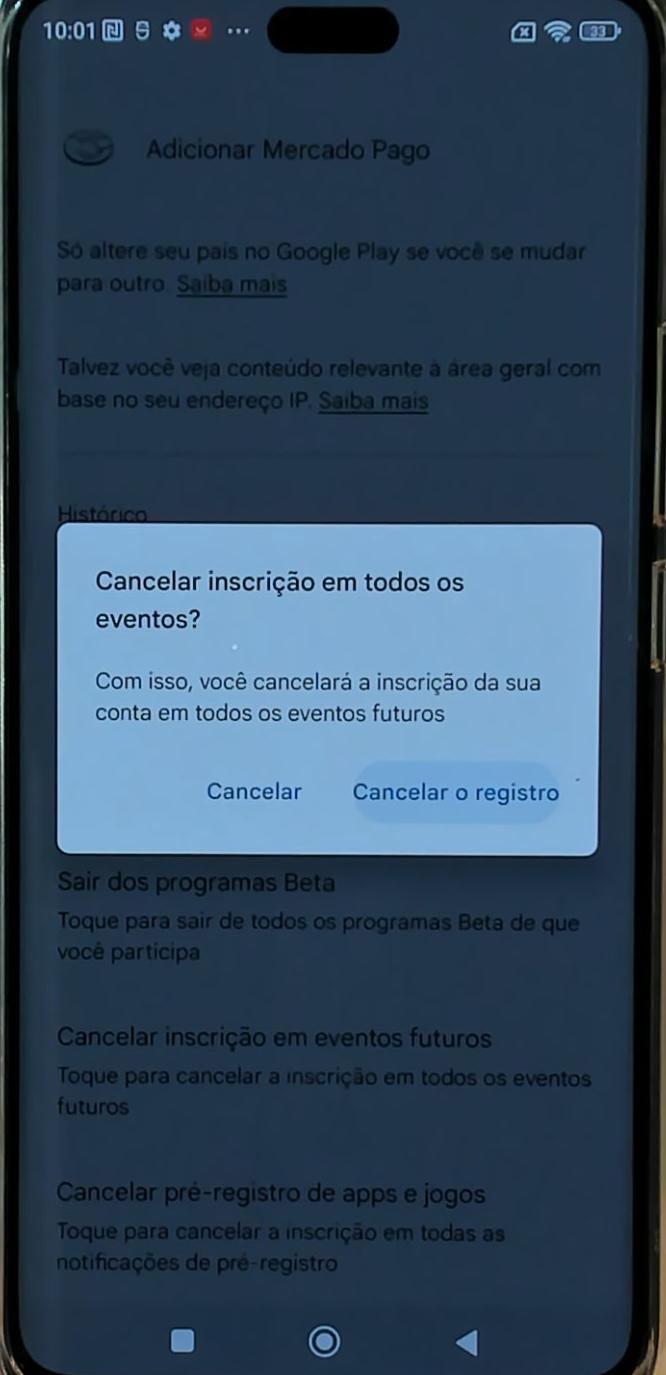 10:01
33
Adicionar Mercado Pago
Só altere seu país no Google Play se você se mudar
para outro. Saiba mais
Talvez você veja conteúdo relevante à área geral com
base no seu endereço IP. Saiba mais
Histórico
Cancelar inscrição em todos os
eventos?
Com isso, você cancelará a inscrição da sua
conta em todos os eventos futuros
Cancelar Cancelar o registro
Sair dos programas Beta
Toque para sair de todos os programas Beta de que
você participa
Cancelar inscrição em eventos futuros
Toque para cancelar a inscrição em todos os eventos
futuros
Cancelar pré-registro de apps e jogos
Toque para cancelar a inscrição em todas as
notificações de pré-registro